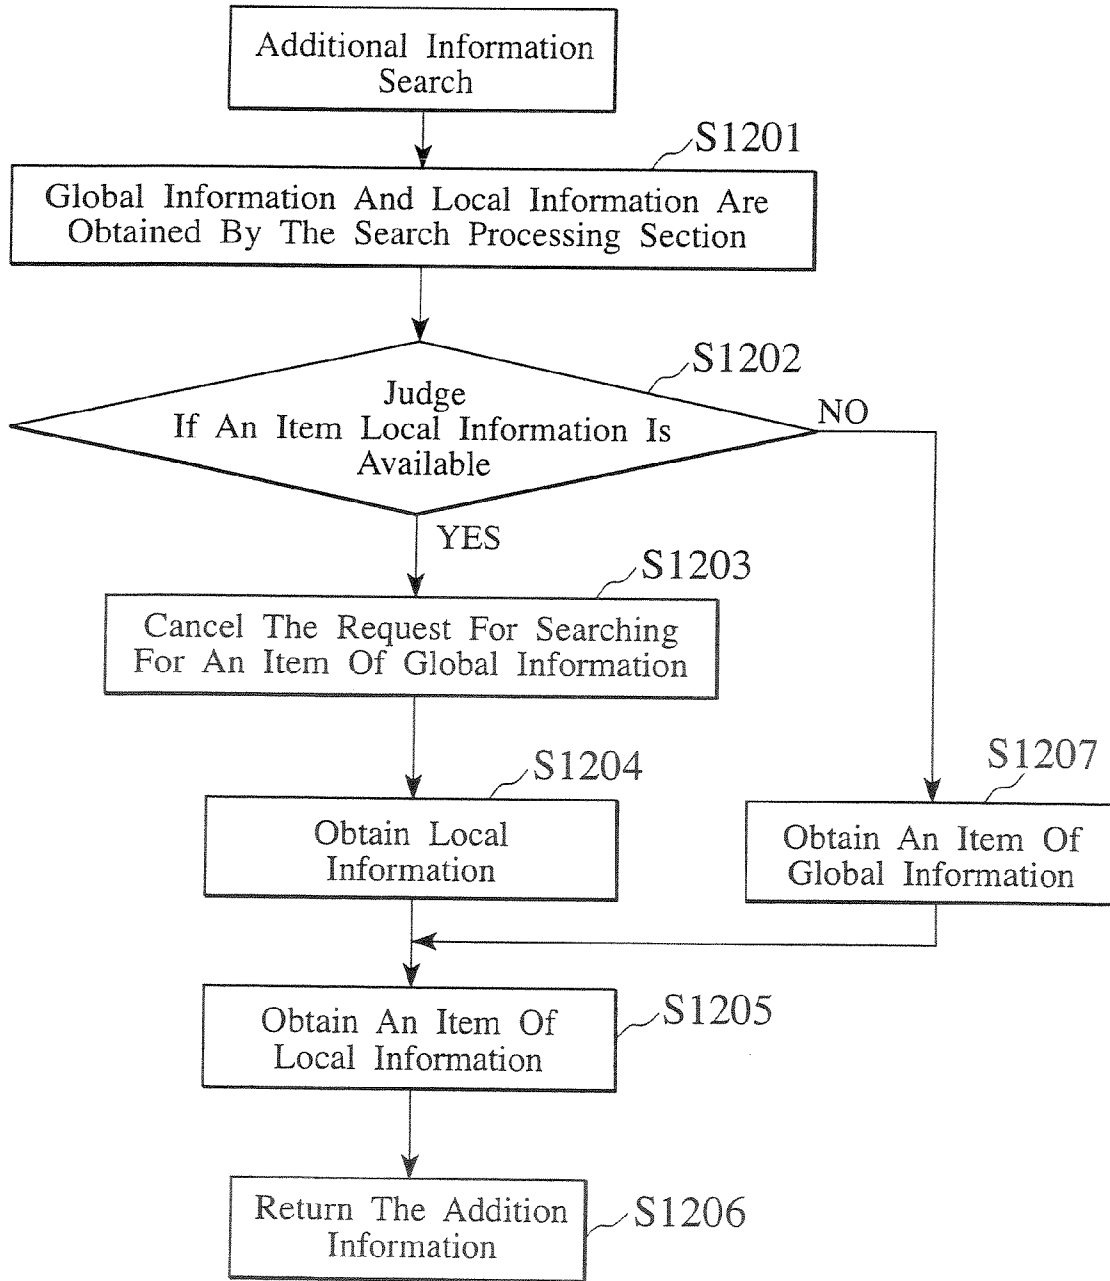 Additional Information
Search
S1201
Global Information And Local Information Are
Obtained By The Search Processing Section
S1202
Judge
If An Item Local Information Is
Available
NO
YES
S1203
Cancel The Request For Searching
For An Item Of Global Information
S1204
Obtain Local
Information
S1207
Obtain An Item Of
Global Information
S1205
Obtain An Item Of
Local Information
S1206
Return The Addition
Information